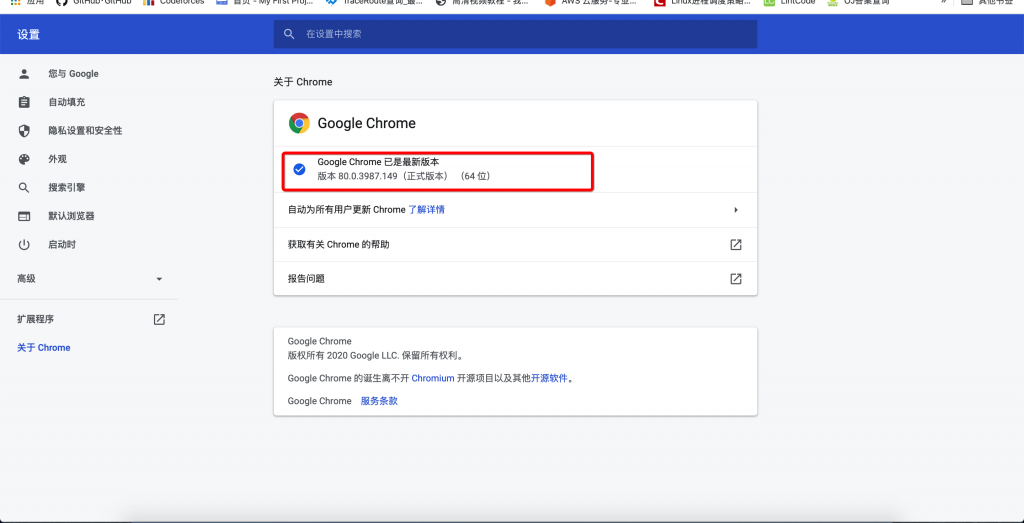 应用
GitHub·GitHub
Codeforces
首页 - My First Proj...
TraceRoute查询_最...
高清视频教程 - 我...
AWS 云服务-专业...
Linux进程调度策略...
LintCode
OJ答案查询
»
其他书签
设置
在设置中搜索
您与 Google
自动填充
隐私设置和安全性
外观
搜索引擎
默认浏览器
启动时
高级
扩展程序
关于 Chrome
关于 Chrome
Google Chrome
Google Chrome 已是最新版本
版本 80.0.3987.149（正式版本） （64 位）
自动为所有用户更新 Chrome 了解详情
获取有关 Chrome 的帮助
报告问题
Google Chrome
版权所有 2020 Google LLC. 保留所有权利。
Google Chrome 的诞生离不开 Chromium 开源项目以及其他开源软件。
Google Chrome 服务条款